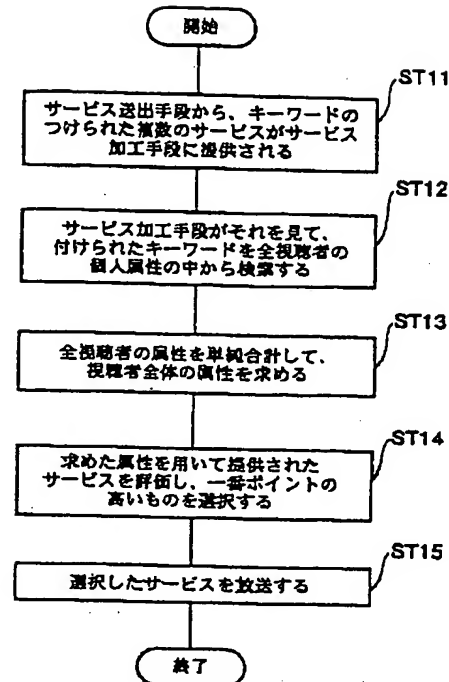 開始
ST11
サービス送出手段から、キーワードの
つけられた複数のサービスがサービス
加工手段に提供される
ST12
サービス加工手段がそれを見て、
付けられたキーワードを全視聴者の
個人属性の中から検索する
ST13
全視聴者の属性を単純合計して、
視聴者全体の属性を求める
ST14
求めた属性を用いて提供された
サービスを評価し、一番ポイントの
高いものを選択する
ST15
選択したサービスを放送する
終了